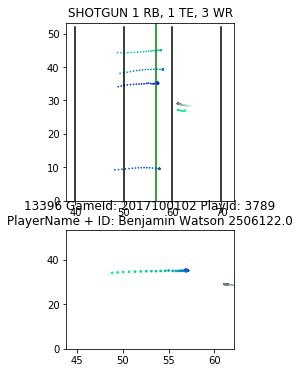 SHOTGUN 1 RB, 1 TE, 3 WR
50
40
30
20
10
0
40 50 60 70
13396 GameId: 2017100102 PlayId: 3789
PlayerName + ID: Benjamin Watson 2506122.0
40
20
0
45 50 55 60